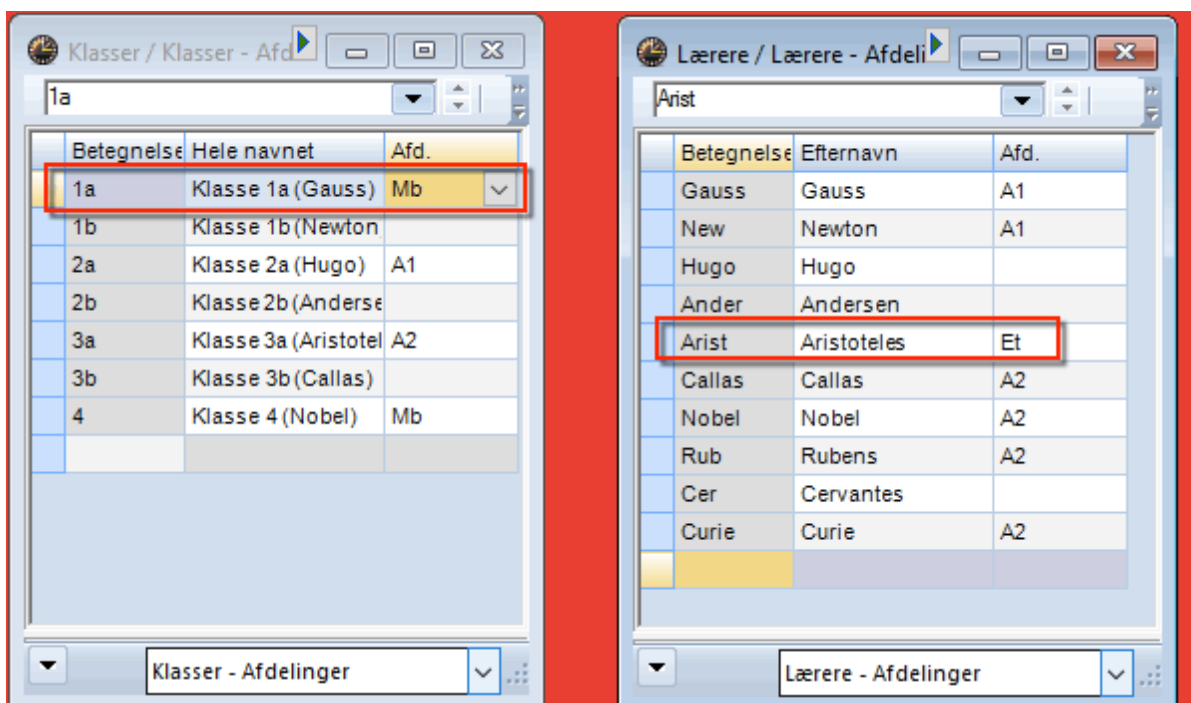 Klasser / Klasser - Afd
1a
Betegnelse Hele navnet Afd.
1a Klasse 1a (Gauss) Mb
1b Klasse 1b (Newton
2a Klasse 2a (Hugo) A1
2b Klasse 2b (Anderse
3a Klasse 3a (Aristotel A2
3b Klasse 3b (Callas)
4 Klasse 4 (Nobel) Mb
Klasser - Afdelinger
Lærere / Lærere - Afdeli
Arist
Betegnelse Efternavn Afd.
Gauss Gauss A1
New Newton A1
Hugo Hugo
Ander Andersen
Arist Aristoteles Et
Callas Callas A2
Nobel Nobel A2
Rub Rubens A2
Cer Cervantes
Curie Curie A2
Lærere - Afdelinger